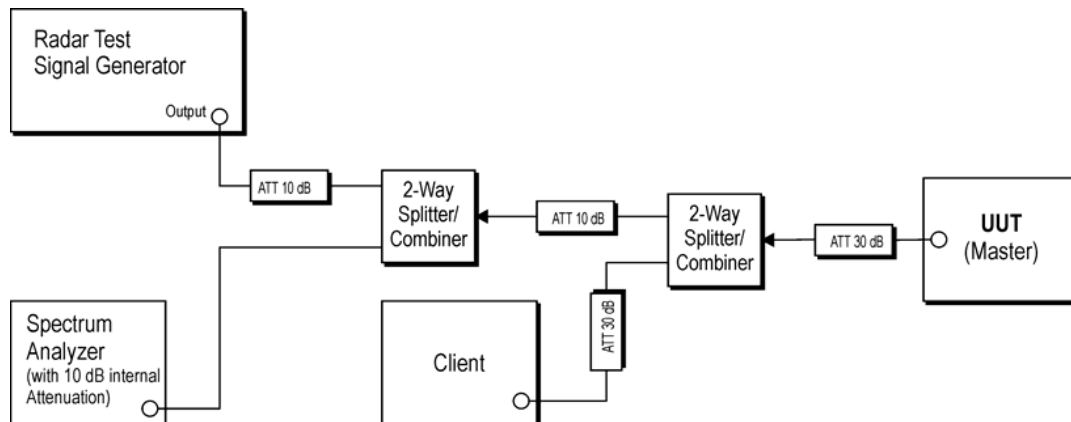 Radar Test
Signal Generator
Output
ATT 10 dB
2-Way
Splitter/
Combiner
ATT 10 dB
2-Way
Splitter/
Combiner
ATT 30 dB
UUT
(Master)
Spectrum
Analyzer
(with 10 dB internal
Attenuation)
Client
ATT 30 dB